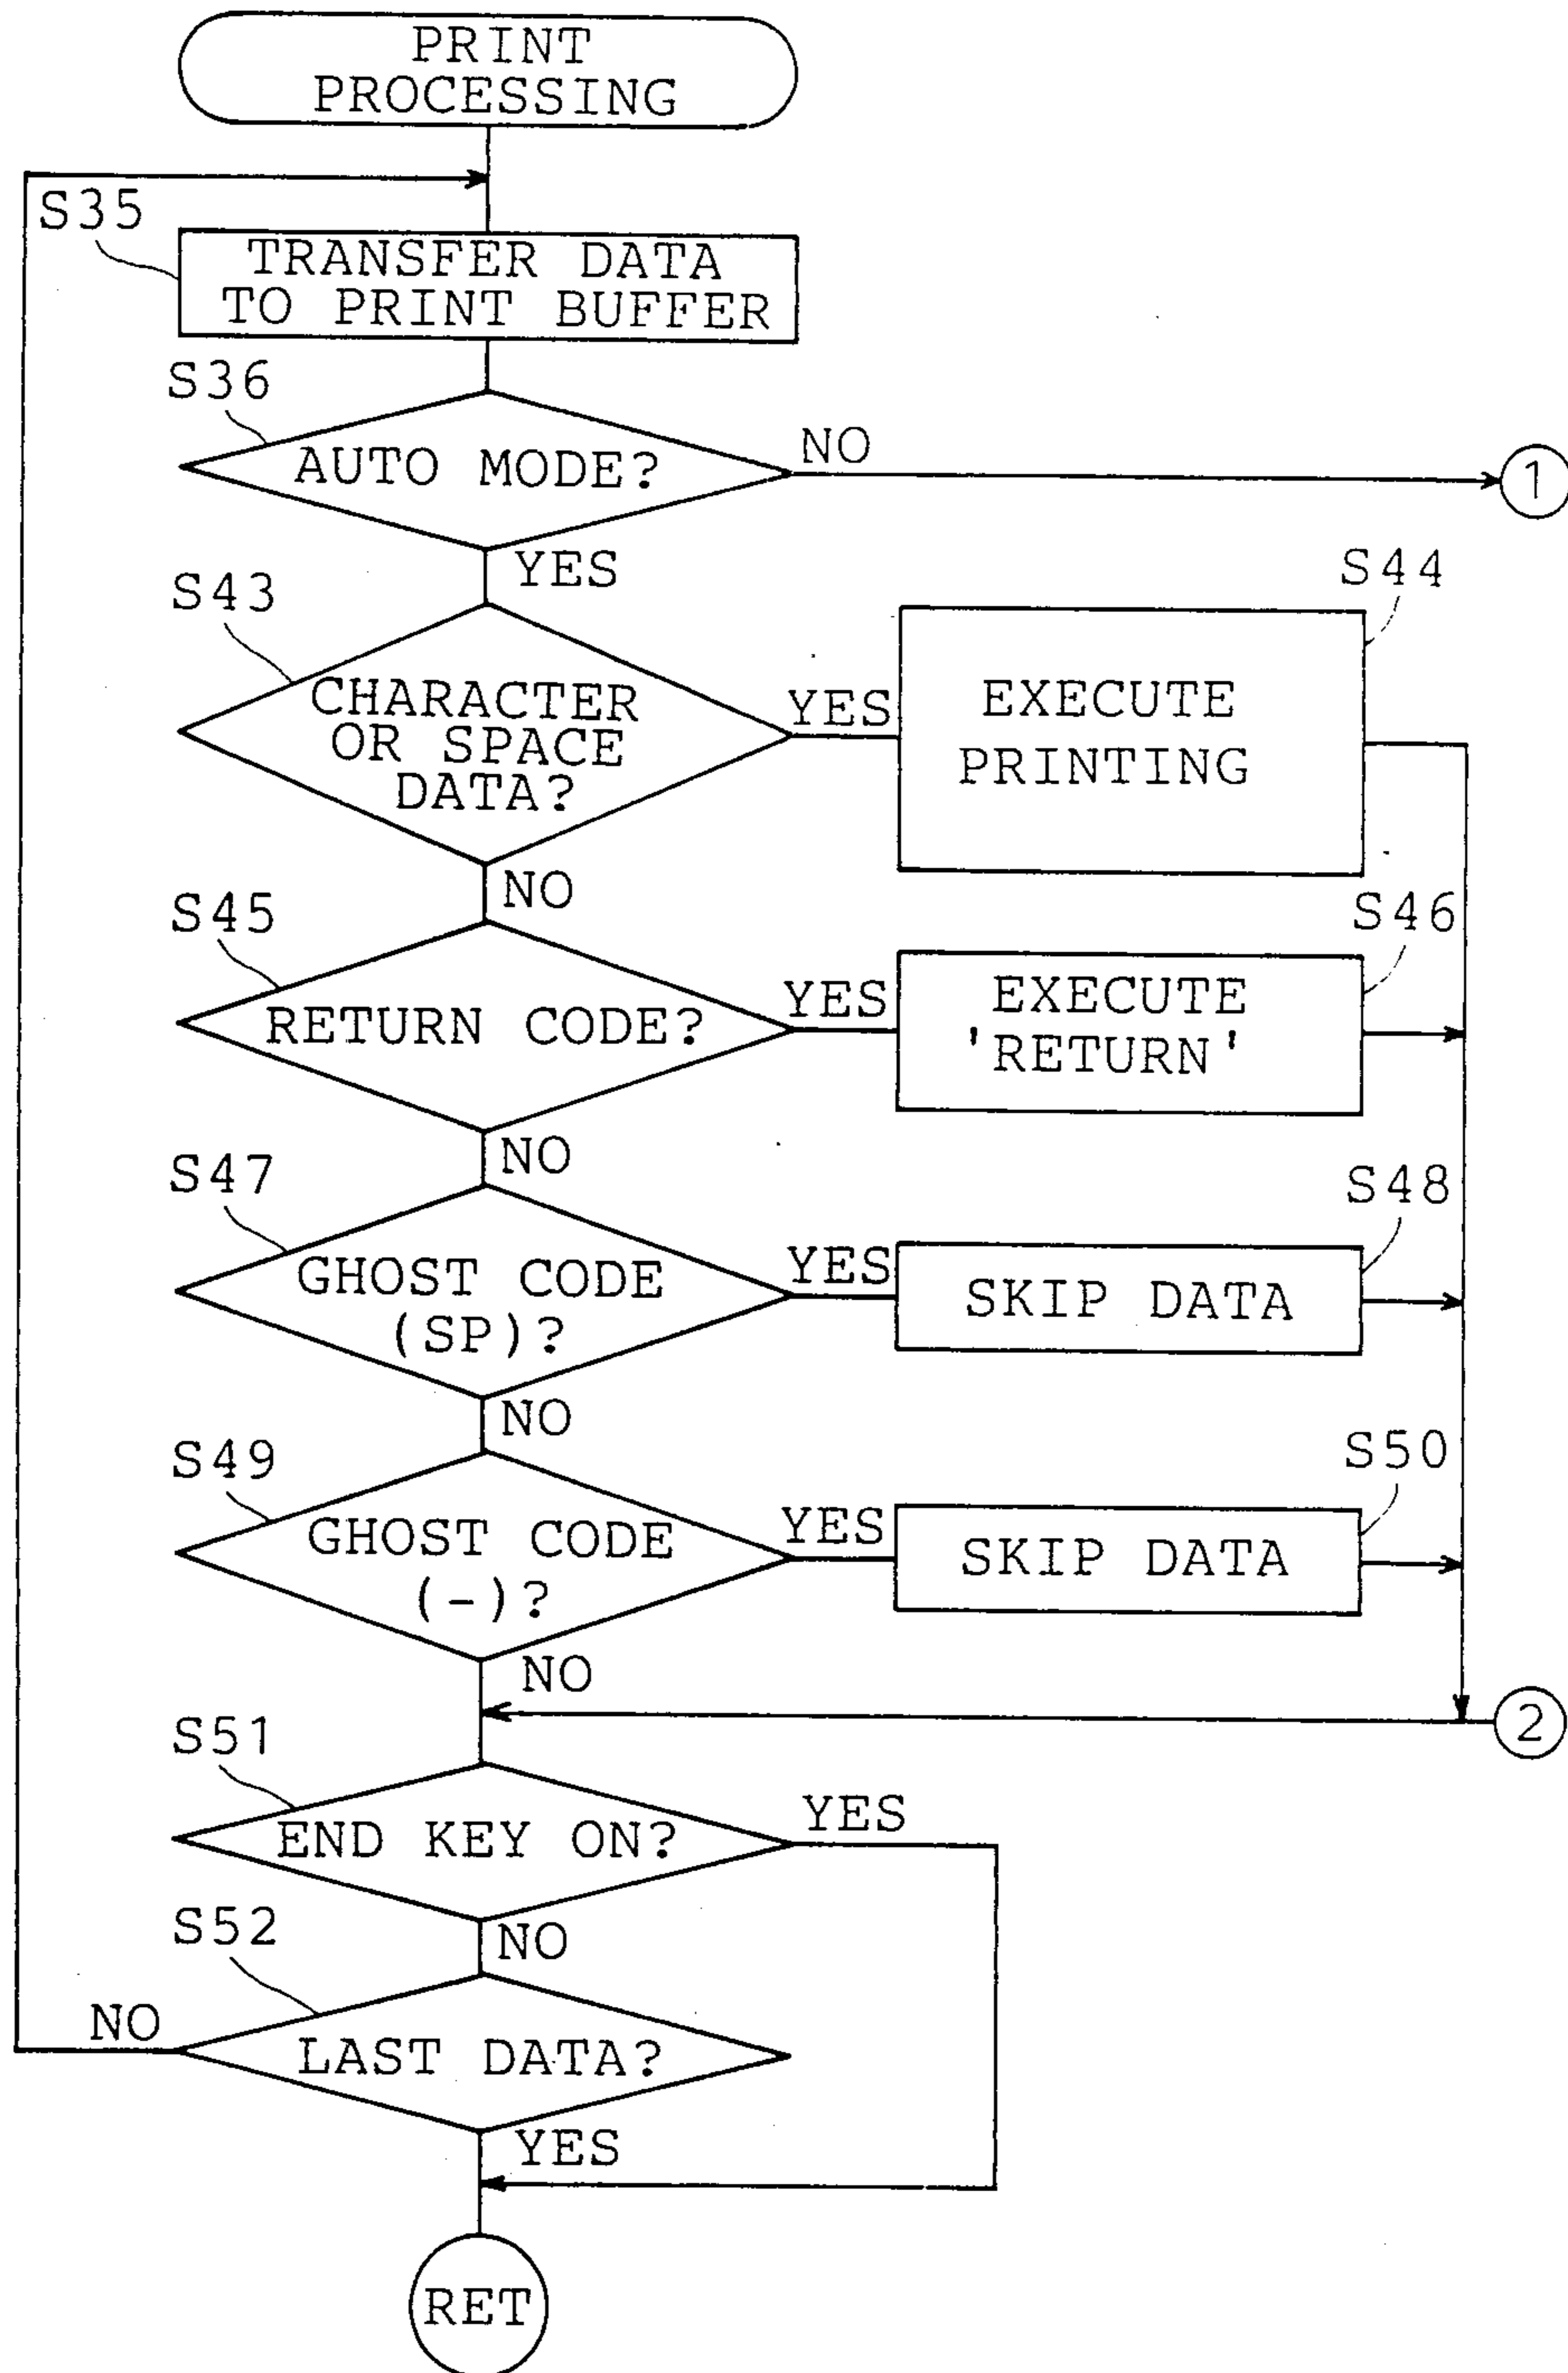 PRINT
PROCESSING
S35
TRANSFER DATA
TO PRINT BUFFER
S36
AUTO MODE?
NO
1
YES
S43
CHARACTER
OR SPACE
DATA?
YES
S44
EXECUTE
PRINTING
NO
S45
RETURN CODE?
YES
S46
EXECUTE
'RETURN'
NO
S47
GHOST CODE
(SP)?
YES
S48
SKIP DATA
NO
S49
GHOST CODE
(-)?
YES
S50
SKIP DATA
NO
2
S51
END KEY ON?
YES
NO
S52
LAST DATA?
NO
YES
RET